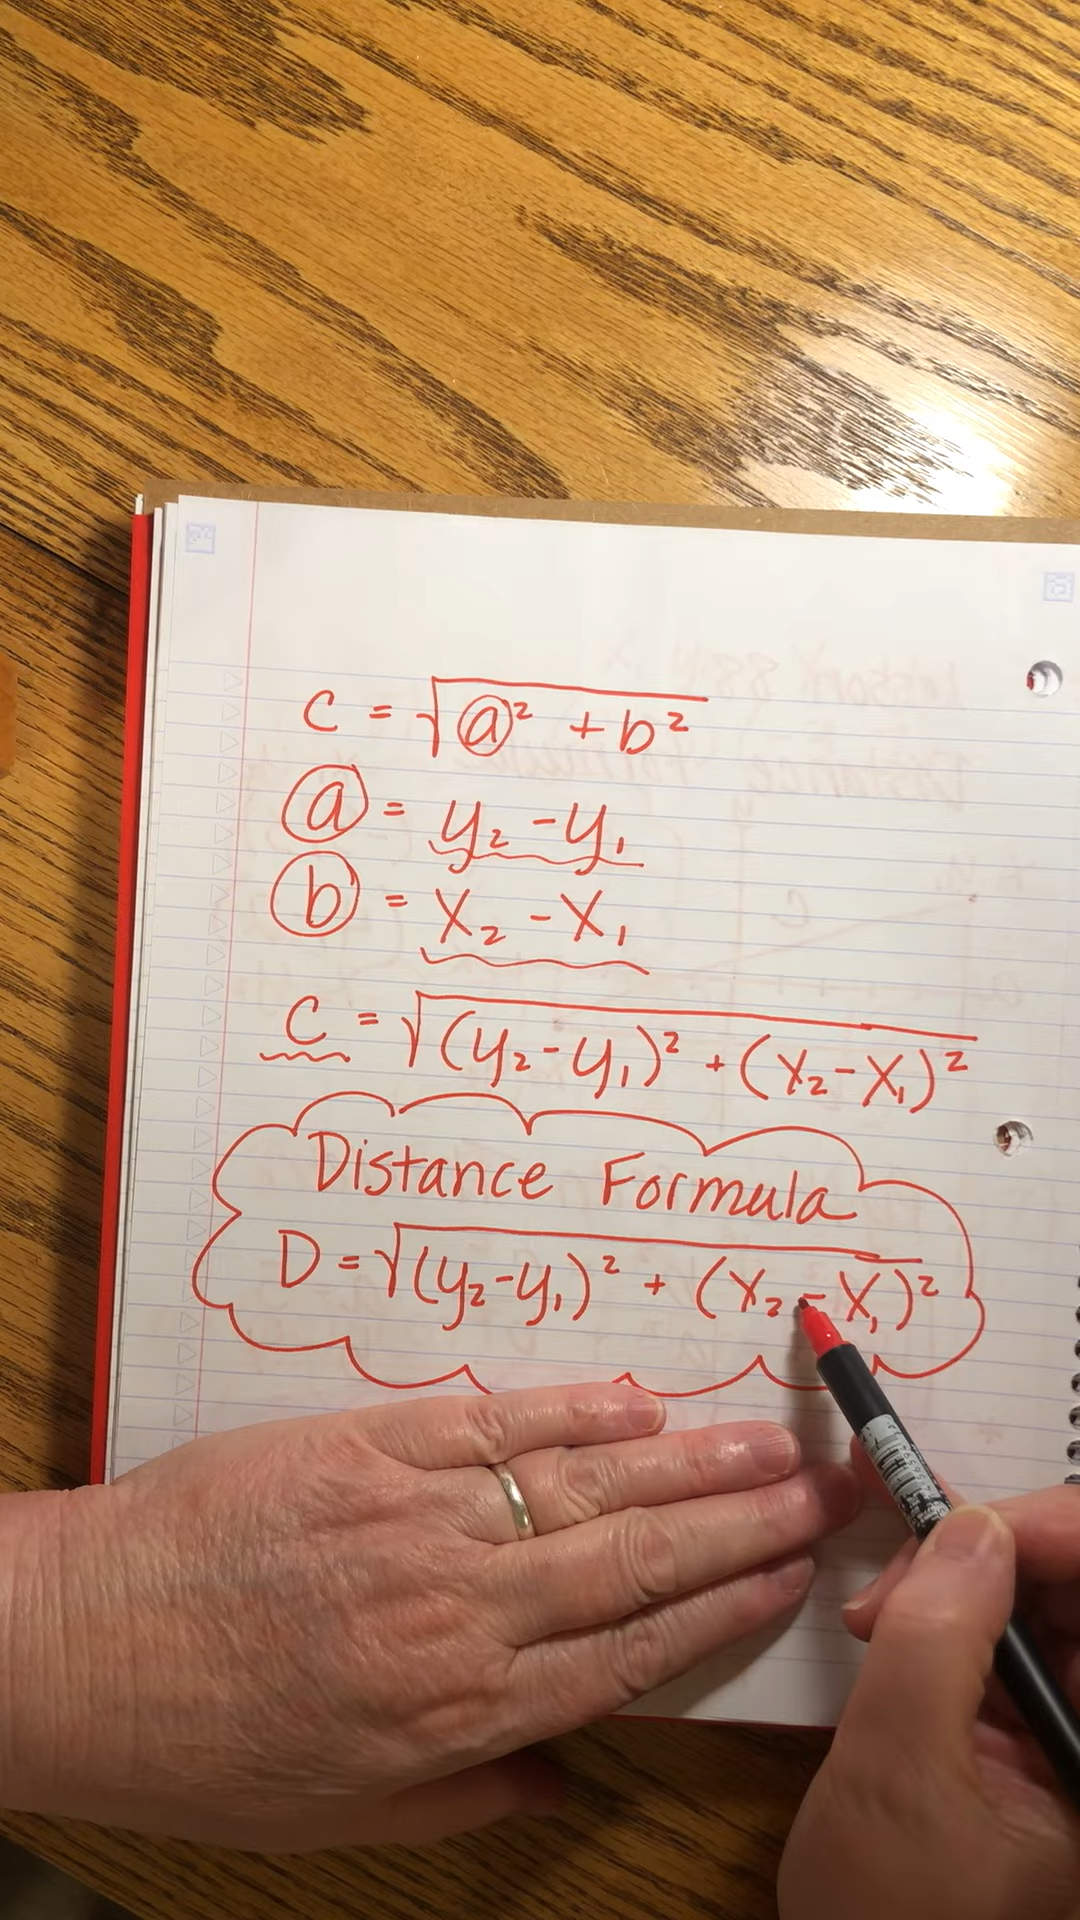 c = √a² + b²
a = y₂ - y₁
b = x₂ - x₁
C = √(y₂-y₁)² + (x₂-x₁)²
Distance Formula
D = √(y₂-y₁)² + (x₂-x₁)²